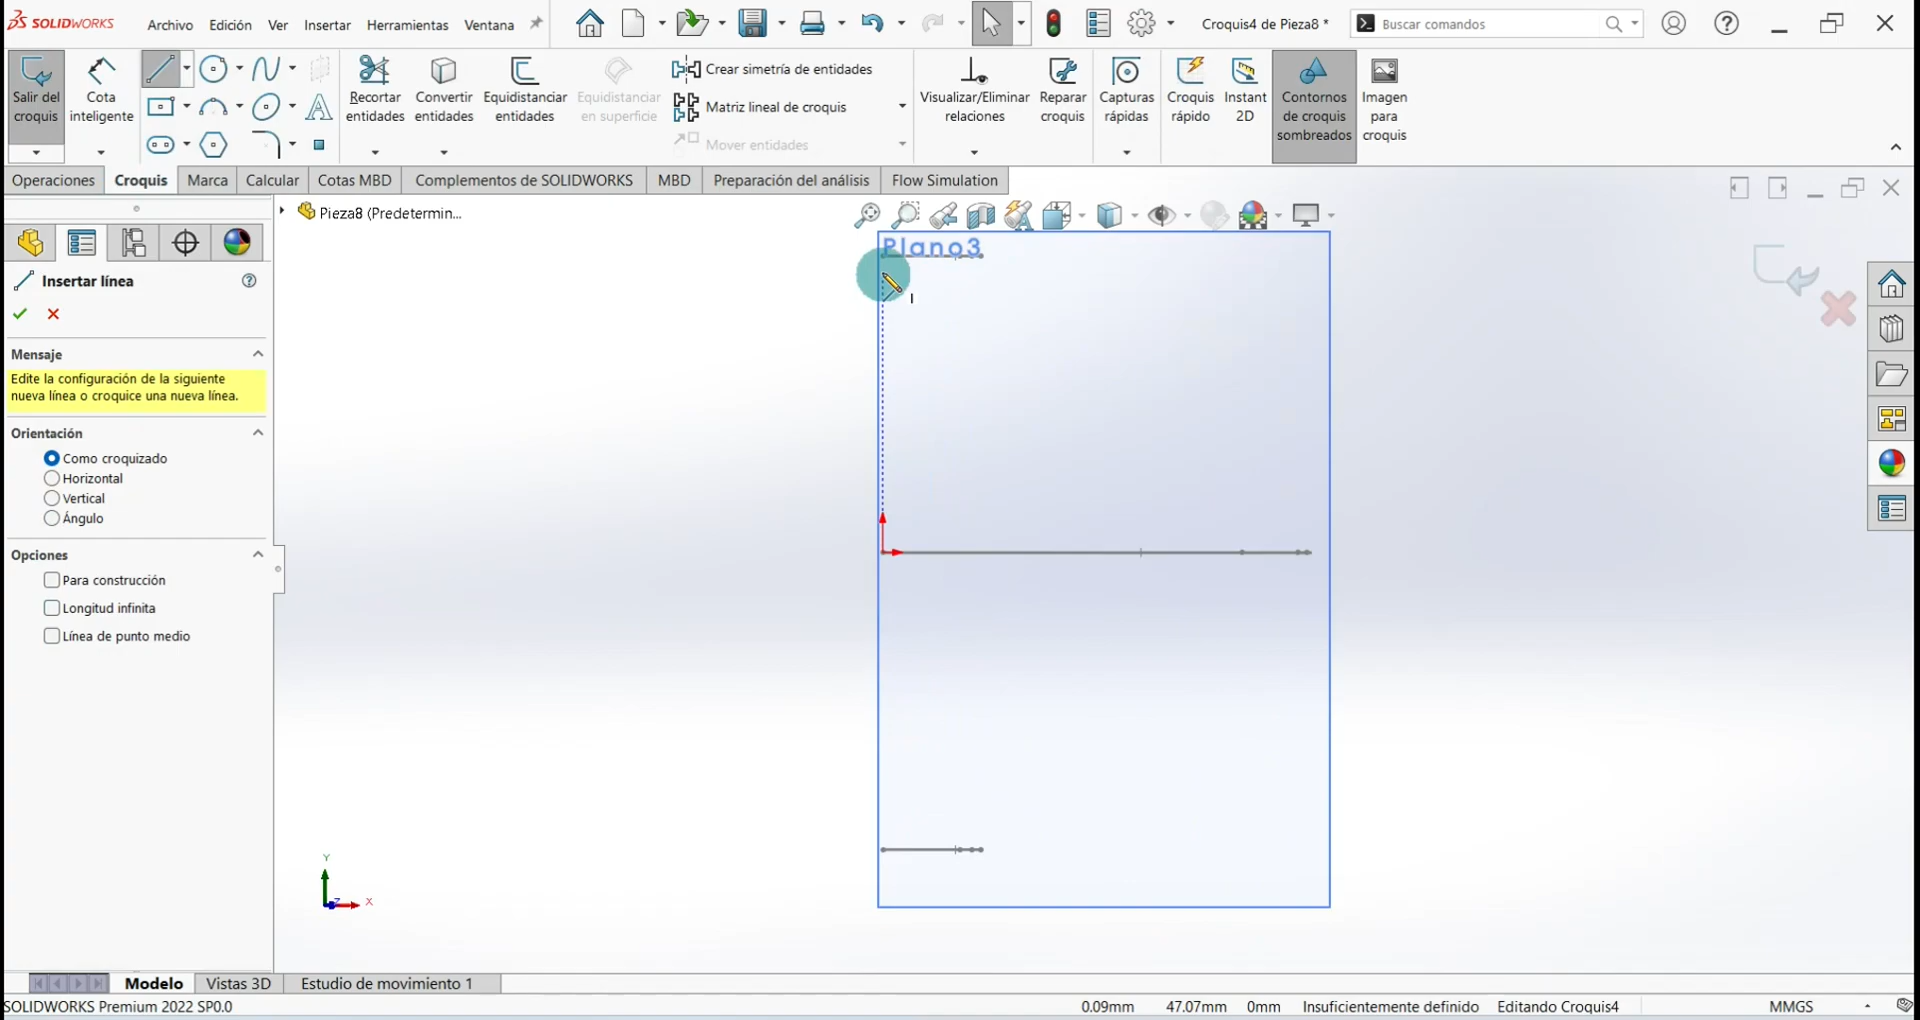 SOLIDWORKS
Archivo Edición Ver Insertar Herramientas Ventana
Croquis4 de Pieza8 *
Buscar comandos
Salir del croquis
Cota inteligente
Recortar entidades
Convertir entidades
Equidistanciar entidades
Equidistanciar en superficie
Crear simetría de entidades
Matriz lineal de croquis
Mover entidades
Visualizar/Eliminar relaciones
Reparar croquis
Capturas rápidas
Croquis rápido
Instant 2D
Contornos de croquis sombreados
Imagen para croquis
Operaciones Croquis Marca Calcular Cotas MBD Complementos de SOLIDWORKS MBD Preparación del análisis Flow Simulation
Pieza8 (Predetermin...
Plano3
Insertar línea
Mensaje
Edite la configuración de la siguiente
nueva línea o croquice una nueva línea.
Orientación
Como croquizado
Horizontal
Vertical
Ángulo
Opciones
Para construcción
Longitud infinita
Línea de punto medio
Y
Z
X
Modelo Vistas 3D Estudio de movimiento 1
SOLIDWORKS Premium 2022 SP0.0 0.09mm 47.07mm 0mm Insuficientemente definido Editando Croquis4 MMGS